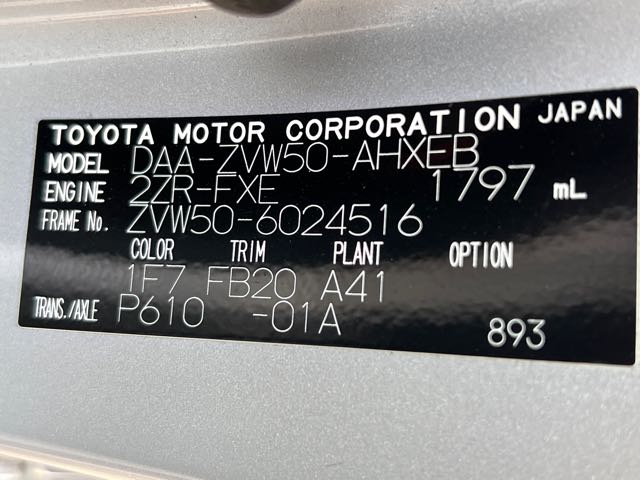 TOYOTA MOTOR CORPORATION JAPAN
MODEL DAA-ZVW50-AHXEB
ENGINE 2ZR-FXE 1797 mL
FRAME No. ZVW50-6024516
COLOR TRIM PLANT OPTION
1F7 FB20 A41
TRANS./AXLE P610 -01A
893